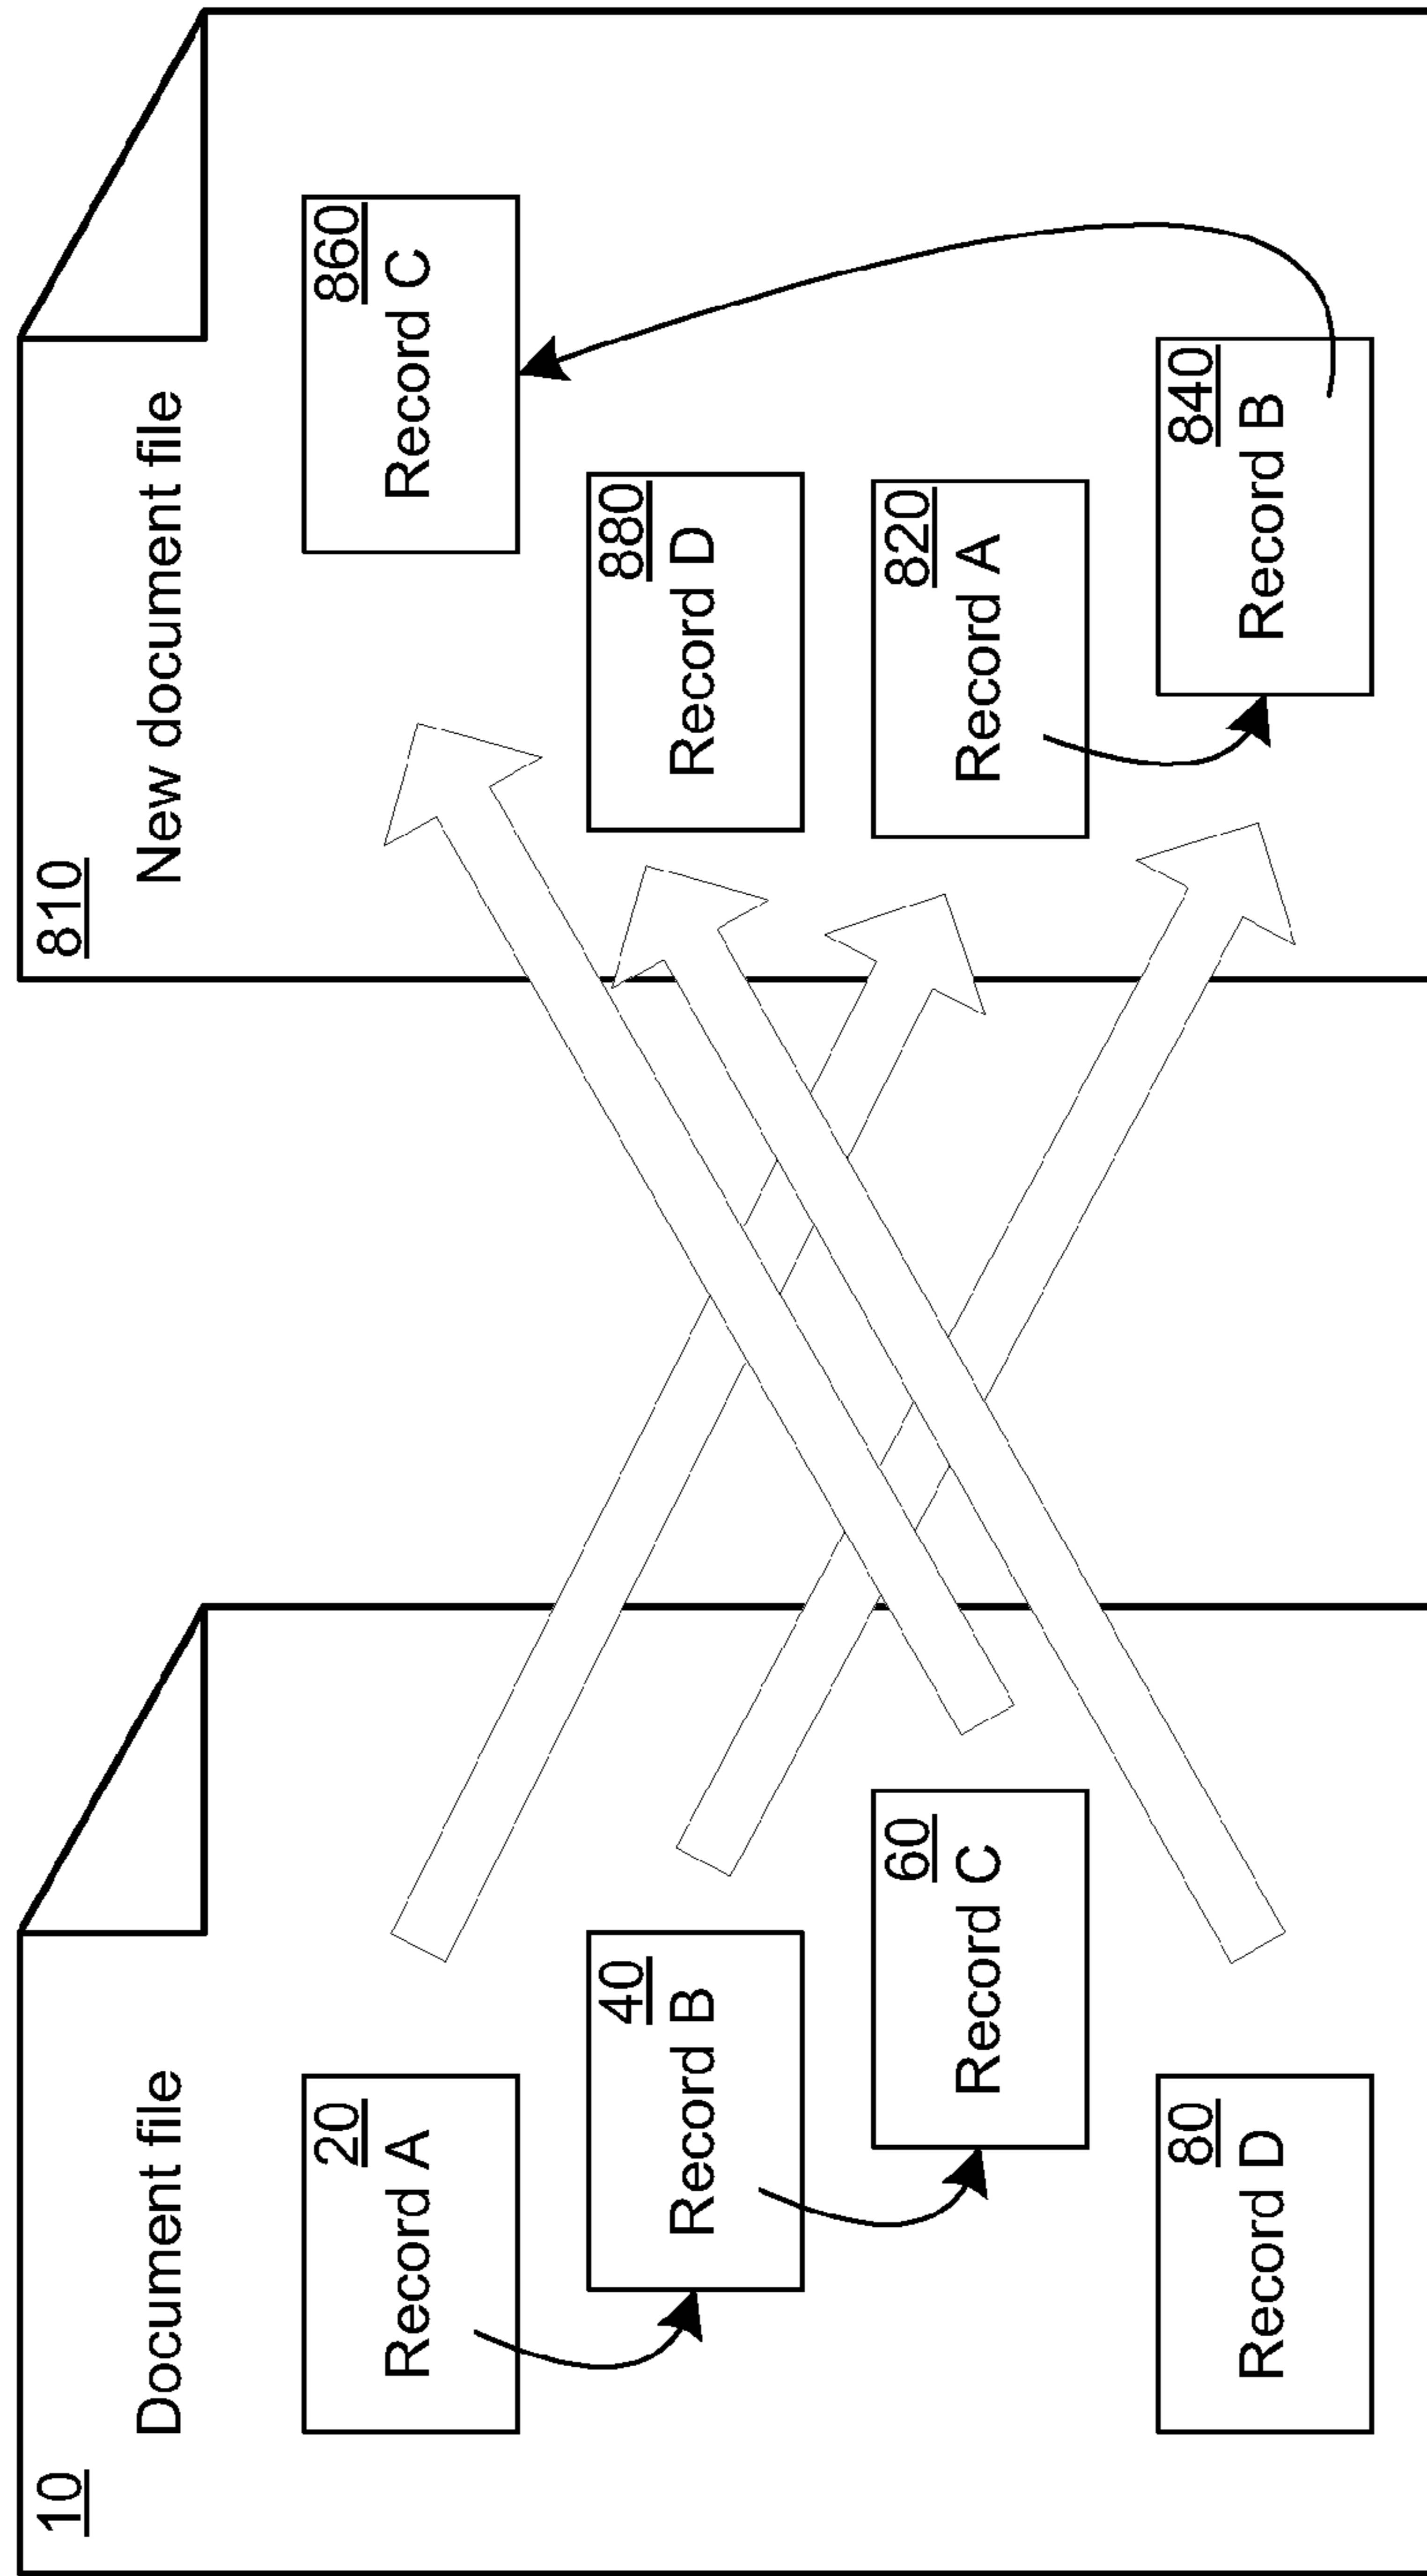 10
Document file
20
Record A
40
Record B
60
Record C
80
Record D
810
New document file
860
Record C
880
Record D
820
Record A
840
Record B